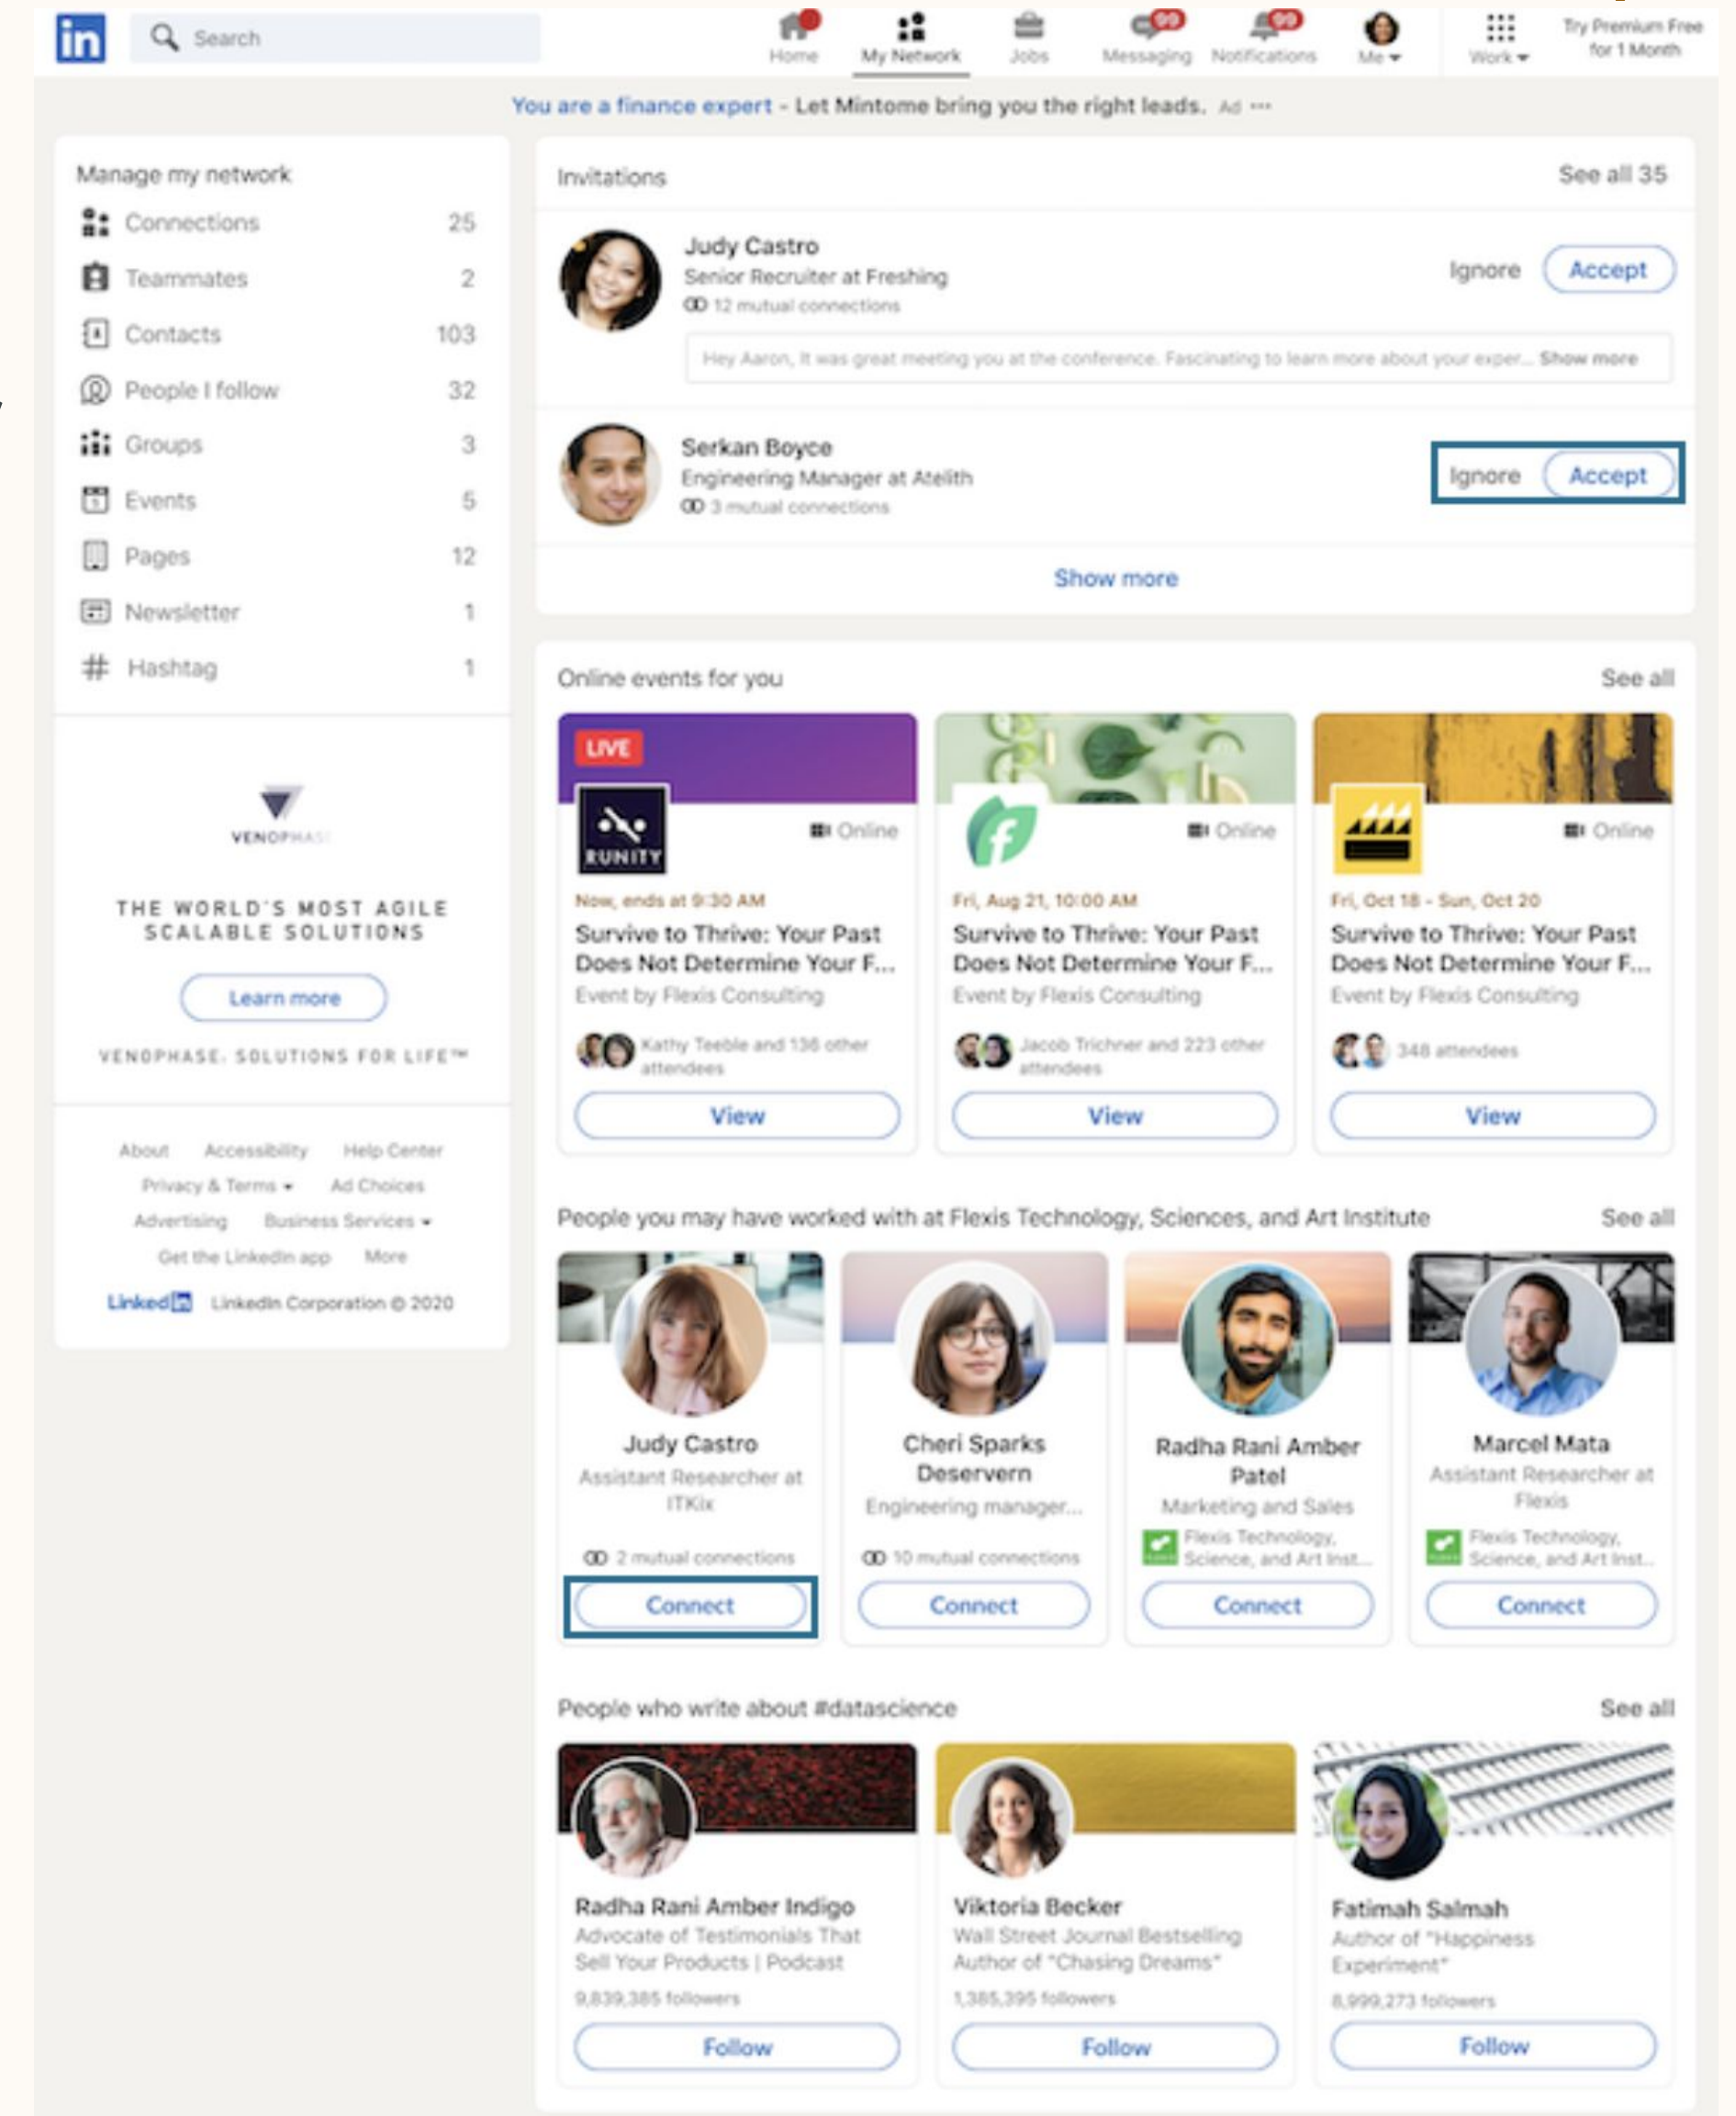 in
Search
Home
My Network
Jobs
99
Messaging
99
Notifications
Me
Work
Try Premium Free
for 1 Month
You are a finance expert - Let Mintome bring you the right leads. Ad ···
Manage my network
Connections 25
Teammates 2
Contacts 103
People I follow 32
Groups 3
Events 5
Pages 12
Newsletter 1
# Hashtag 1
VENOPHASE
THE WORLD'S MOST AGILE
SCALABLE SOLUTIONS
Learn more
VENOPHASE: SOLUTIONS FOR LIFE™
About Accessibility Help Center
Privacy & Terms Ad Choices
Advertising Business Services
Get the LinkedIn app More
LinkedIn LinkedIn Corporation © 2020
Invitations See all 35
Judy Castro
Senior Recruiter at Freshing
12 mutual connections
Ignore Accept
Hey Aaron, It was great meeting you at the conference. Fascinating to learn more about your exper... Show more
Serkan Boyce
Engineering Manager at Atelith
3 mutual connections
Ignore Accept
Show more
Online events for you See all
LIVE
RUNITY
Online
Now, ends at 9:30 AM
Survive to Thrive: Your Past
Does Not Determine Your F...
Event by Flexis Consulting
Kathy Teeble and 136 other
attendees
View
f
Online
Fri, Aug 21, 10:00 AM
Survive to Thrive: Your Past
Does Not Determine Your F...
Event by Flexis Consulting
Jacob Trichner and 223 other
attendees
View
Online
Fri, Oct 18 - Sun, Oct 20
Survive to Thrive: Your Past
Does Not Determine Your F...
Event by Flexis Consulting
348 attendees
View
People you may have worked with at Flexis Technology, Sciences, and Art Institute See all
Judy Castro
Assistant Researcher at
ITKix
2 mutual connections
Connect
Cheri Sparks
Deservern
Engineering manager...
10 mutual connections
Connect
Radha Rani Amber
Patel
Marketing and Sales
Flexis Technology,
Science, and Art Inst...
Connect
Marcel Mata
Assistant Researcher at
Flexis
Flexis Technology,
Science, and Art Inst..
Connect
People who write about #datascience See all
Radha Rani Amber Indigo
Advocate of Testimonials That
Sell Your Products | Podcast
9,839,385 followers
Follow
Viktoria Becker
Wall Street Journal Bestselling
Author of "Chasing Dreams"
1,385,395 followers
Follow
Fatimah Salmah
Author of "Happiness
Experiment"
8,999,273 followers
Follow